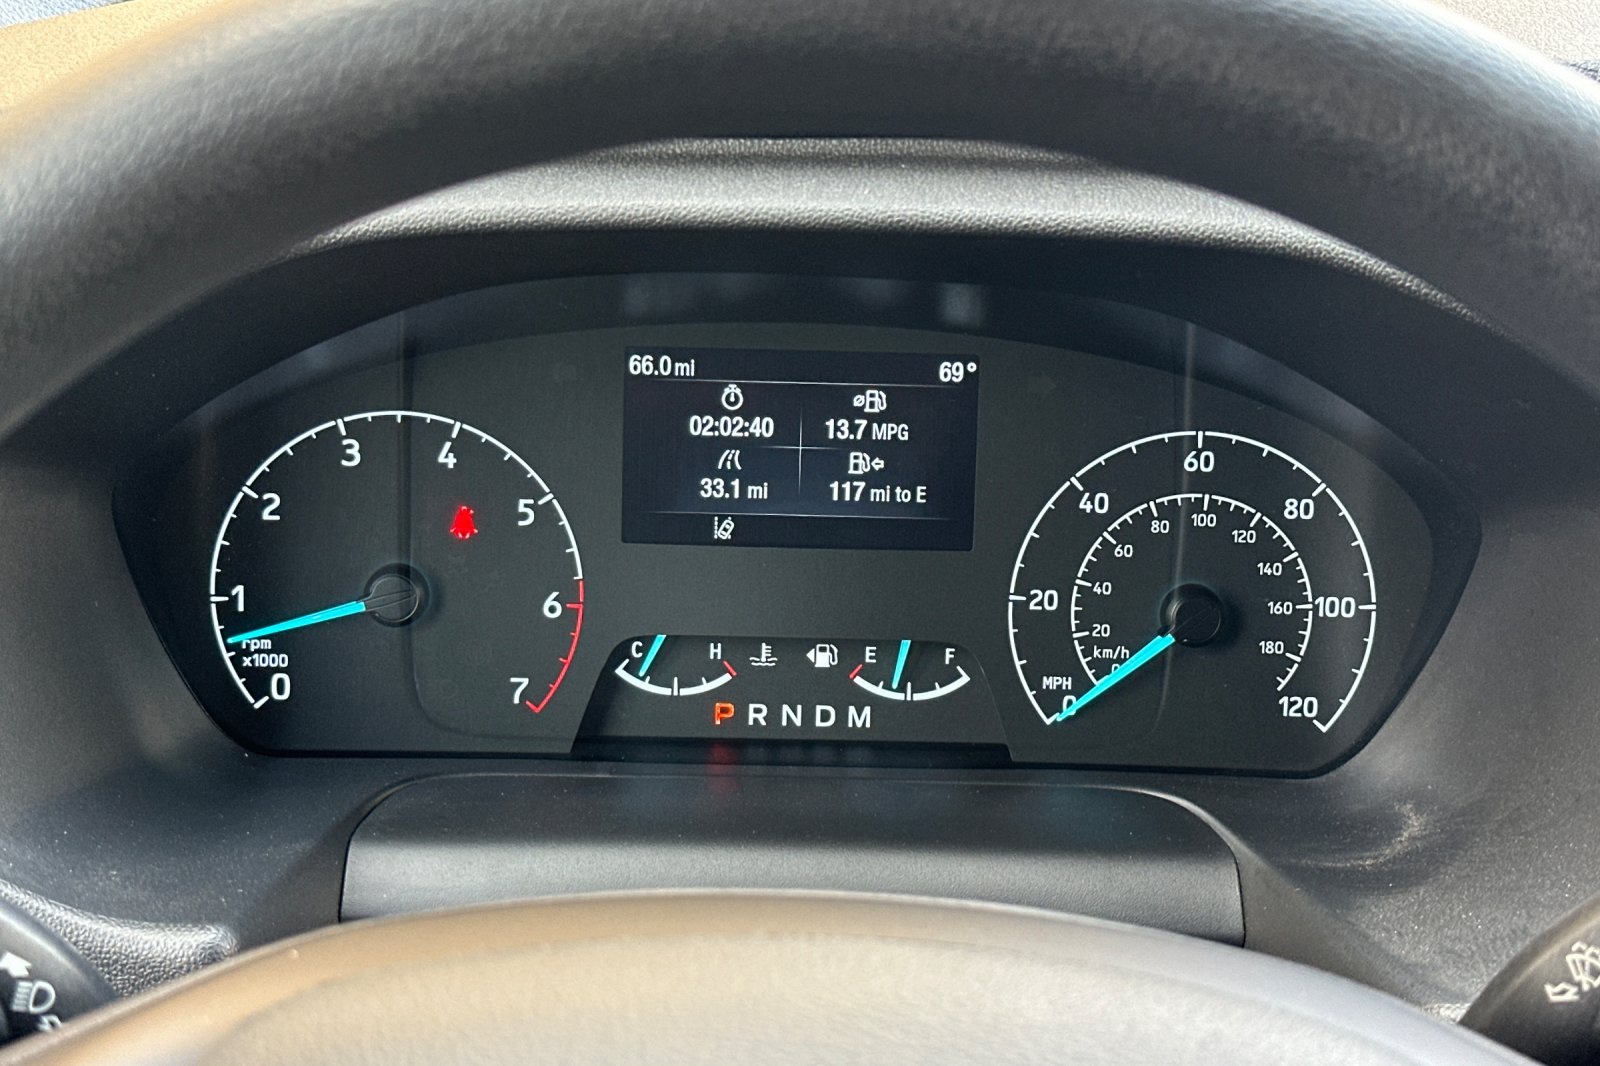 66.0 mi 69°
02:02:40 13.7 MPG
33.1 mi 117 mi to E
0 1 2 3 4 5 6 7
rpm
x1000
C H E F
P R N D M
0 20 40 60 80 100 120
MPH
0 20 40 60 80 100 120 140 160 180
km/h